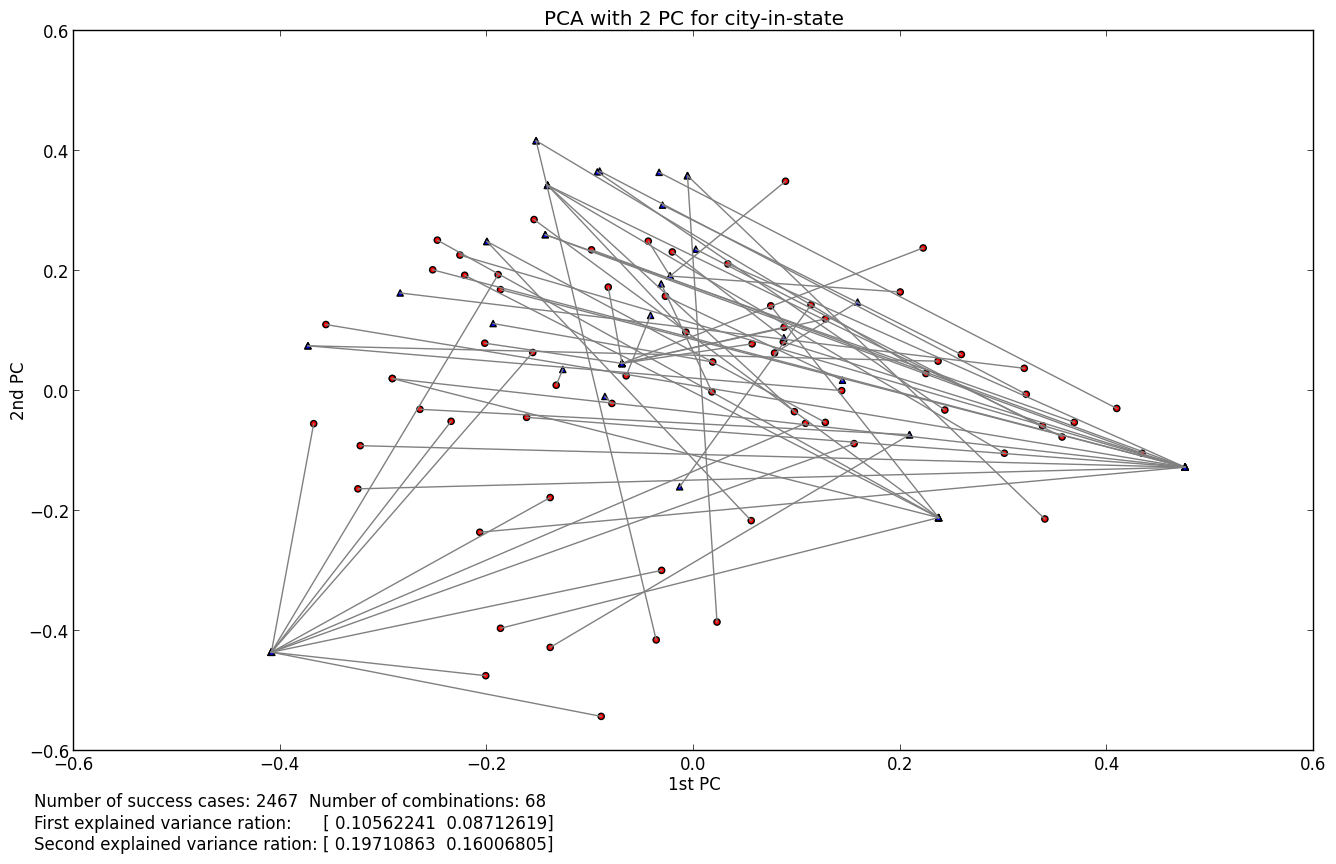 PCA with 2 PC for city-in-state
0.6
0.4
0.2
0.0
−0.2
−0.4
−0.6
2nd PC
−0.6 −0.4 −0.2 0.0 0.2 0.4 0.6
1st PC
Number of success cases: 2467 Number of combinations: 68
First explained variance ration: [ 0.10562241 0.08712619]
Second explained variance ration: [ 0.19710863 0.16006805]